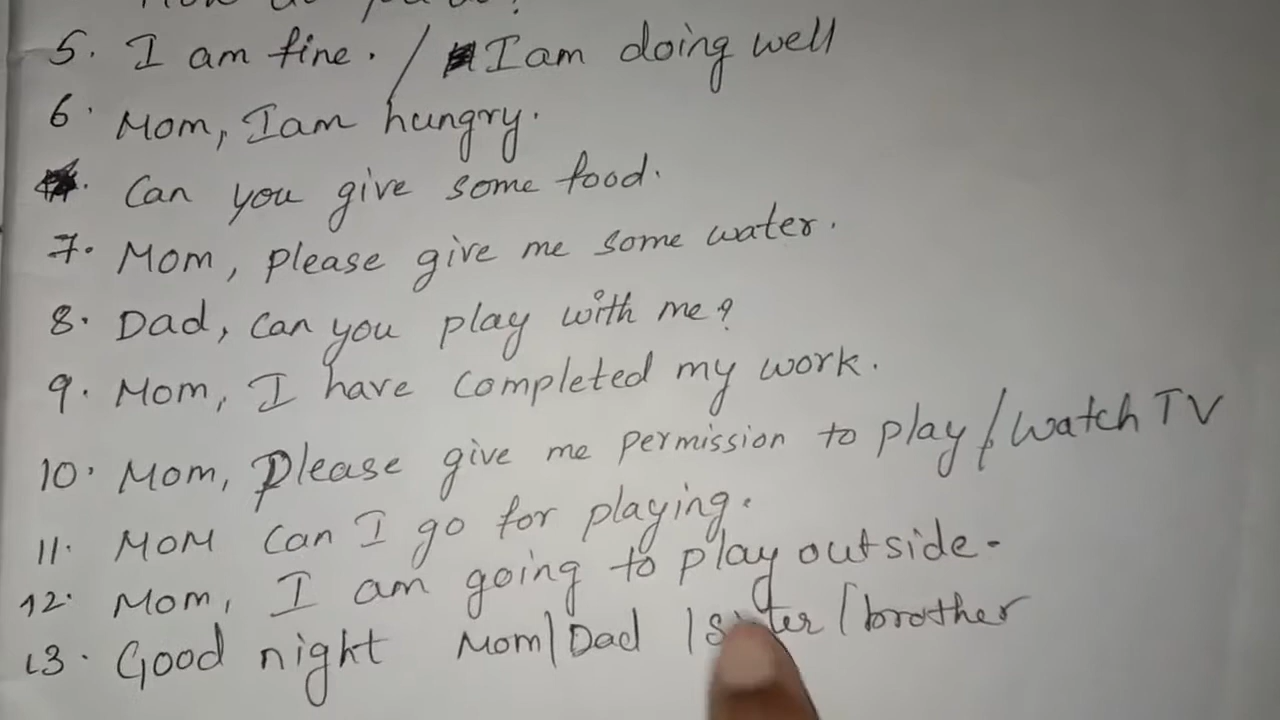 5. I am fine. / I am doing well
6. Mom, I am hungry.
Can you give some food.
7. Mom, please give me some water.
8. Dad, can you play with me?
9. Mom, I have completed my work.
10. Mom, Please give me permission to play / watch TV
11. MOM can I go for playing.
12. Mom, I am going to play outside.
13. Good night Mom/Dad /sister/brother